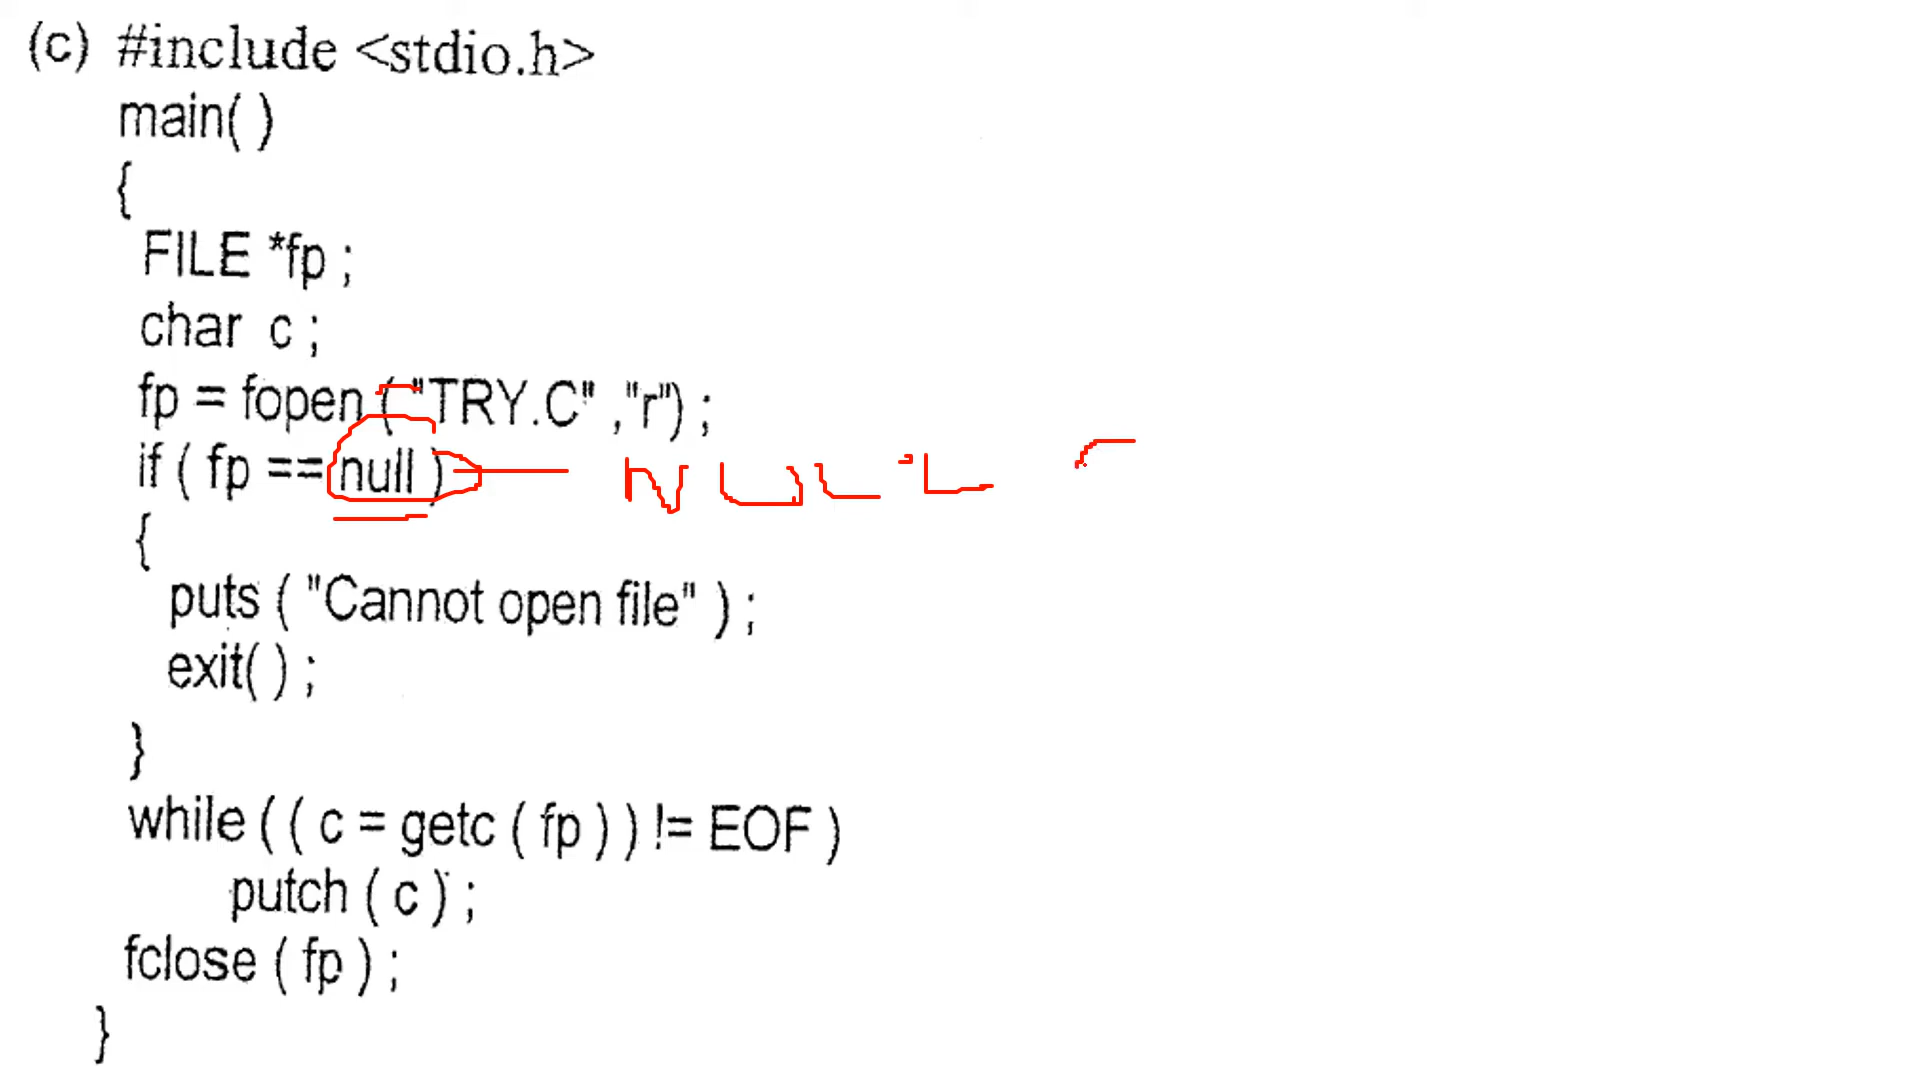 (c) #include <stdio.h>
main( )
{
FILE *fp ;
char c ;
fp = fopen ( "TRY.C" ,"r") ;
if ( fp == null ) NULL
{
puts ( "Cannot open file" ) ;
exit( ) ;
}
while ( ( c = getc ( fp ) ) != EOF )
putch ( c ) ;
fclose ( fp ) ;
}